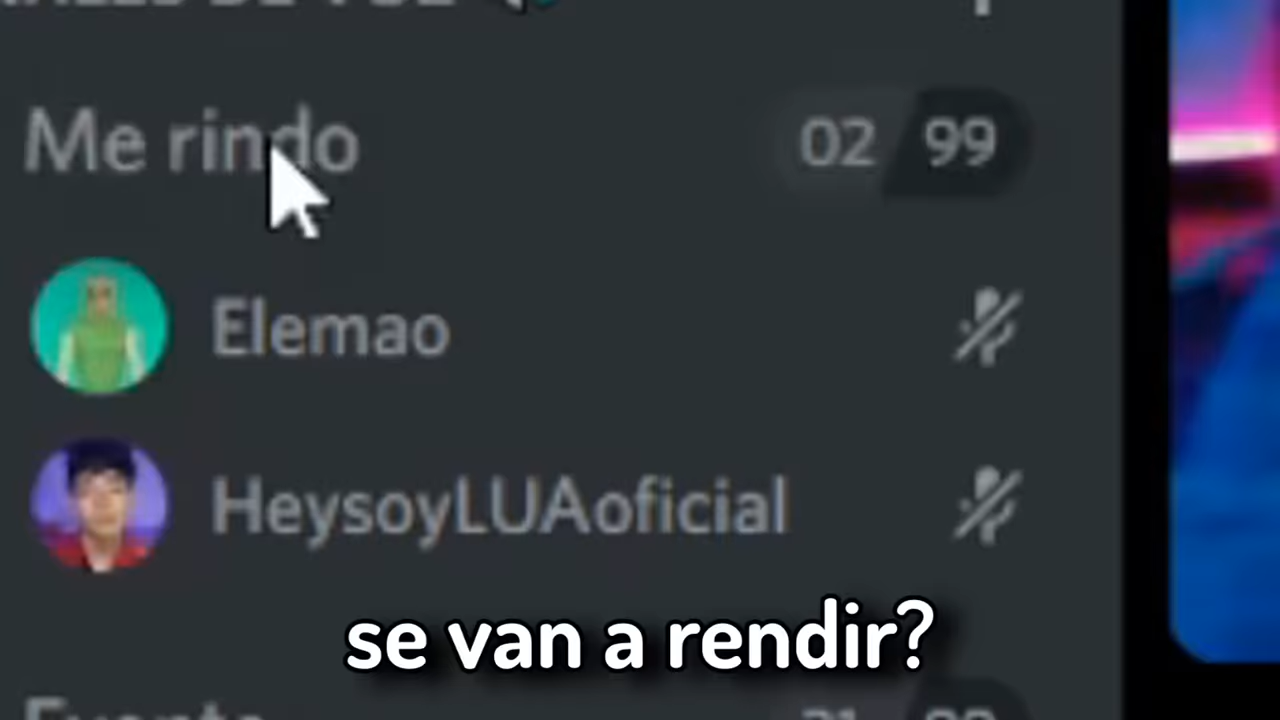 Me rindo 02 99
Elemao
HeysoyLUAoficial
se van a rendir?